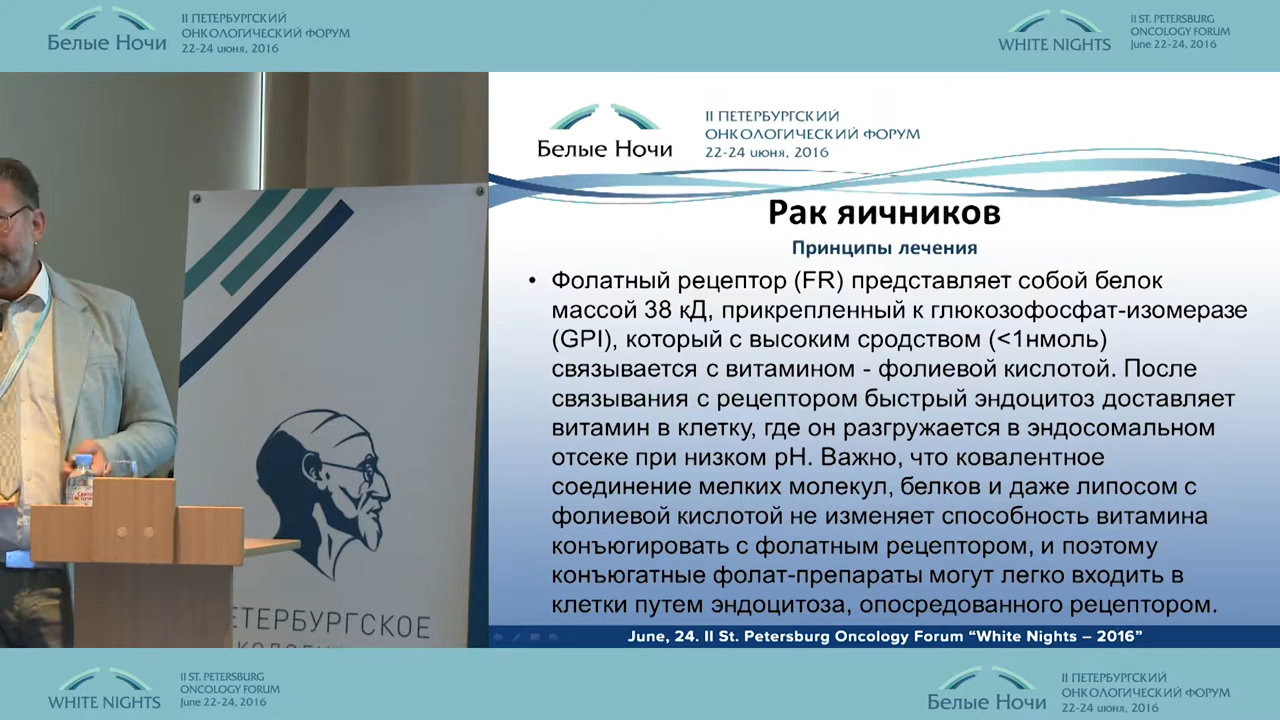 Белые Ночи
II ПЕТЕРБУРГСКИЙ
ОНКОЛОГИЧЕСКИЙ ФОРУМ
22-24 июня, 2016
WHITE NIGHTS
II ST. PETERSBURG
ONCOLOGY FORUM
June 22-24, 2016
Белые Ночи
II ПЕТЕРБУРГСКИЙ
ОНКОЛОГИЧЕСКИЙ ФОРУМ
22-24 июня, 2016
Рак яичников
Принципы лечения
• Фолатный рецептор (FR) представляет собой белок
массой 38 кД, прикрепленный к глюкозофосфат-изомеразе
(GPI), который с высоким сродством (<1нмоль)
связывается с витамином - фолиевой кислотой. После
связывания с рецептором быстрый эндоцитоз доставляет
витамин в клетку, где он разгружается в эндосомальном
отсеке при низком pH. Важно, что ковалентное
соединение мелких молекул, белков и даже липосом с
фолиевой кислотой не изменяет способность витамина
конъюгировать с фолатным рецептором, и поэтому
конъюгатные фолат-препараты могут легко входить в
клетки путем эндоцитоза, опосредованного рецептором.
June, 24. II St. Petersburg Oncology Forum “White Nights – 2016”
ЕТЕРБУРГСКОЕ
WHITE NIGHTS
II ST. PETERSBURG
ONCOLOGY FORUM
June 22-24, 2016
Белые Ночи
II ПЕТЕРБУРГСКИЙ
ОНКОЛОГИЧЕСКИЙ ФОРУМ
22-24 июня, 2016